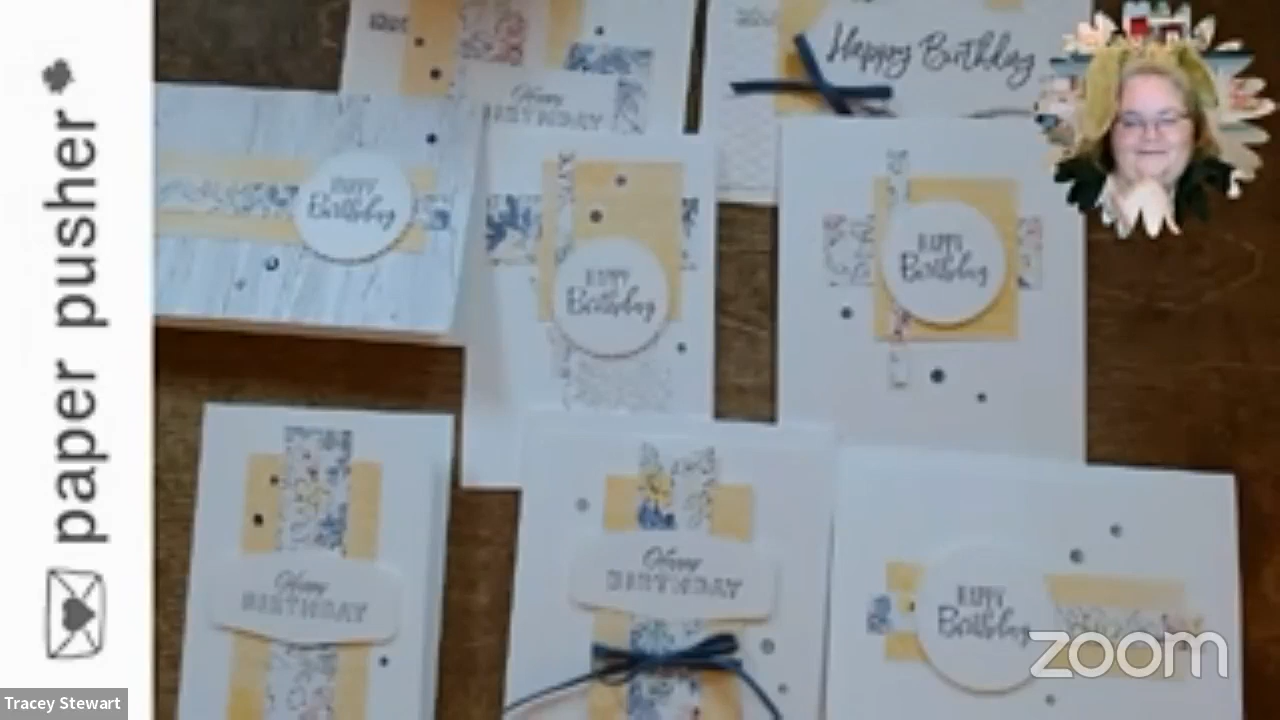 paper pusher
Happy Birthday
Happy
BIRTHDAY
HAPPY
Birthday
HAPPY
Birthday
HAPPY
Birthday
Happy
BIRTHDAY
Happy
BIRTHDAY
HAPPY
Birthday
zoom
Tracey Stewart